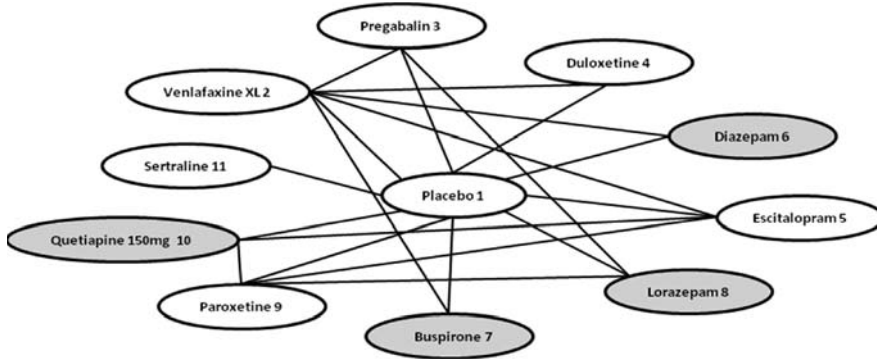 Pregabalin 3
Duloxetine 4
Venlafaxine XL 2
Diazepam 6
Sertraline 11
Placebo 1
Escitalopram 5
Quetiapine 150mg 10
Lorazepam 8
Paroxetine 9
Buspirone 7